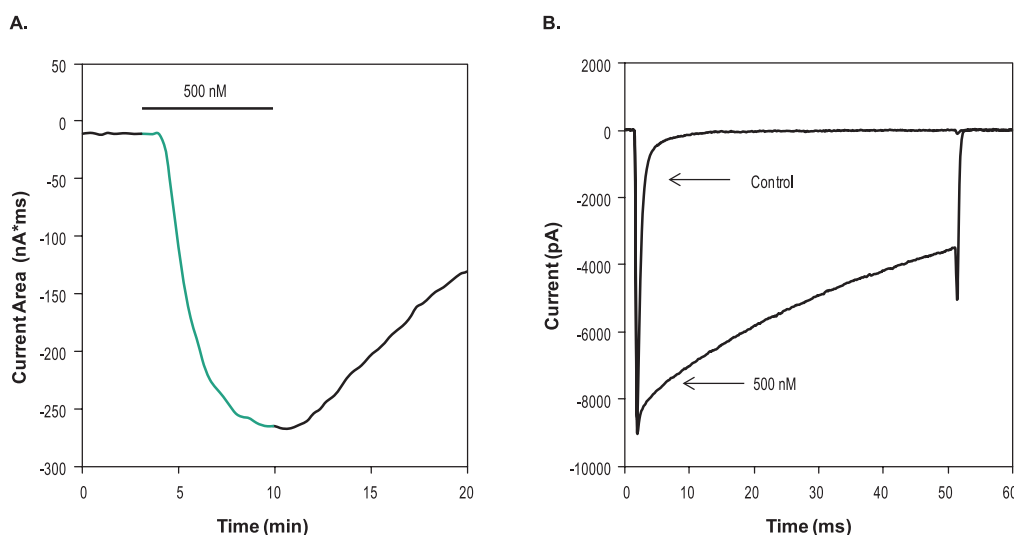 A.
50
0
-50
-100
-150
-200
-250
-300
500 nM
Current Area (nA*ms)
0 5 10 15 20
Time (min)
B.
2000
0
-2000
-4000
-6000
-8000
-10000
Control
500 nM
Current (pA)
0 10 20 30 40 50 60
Time (ms)